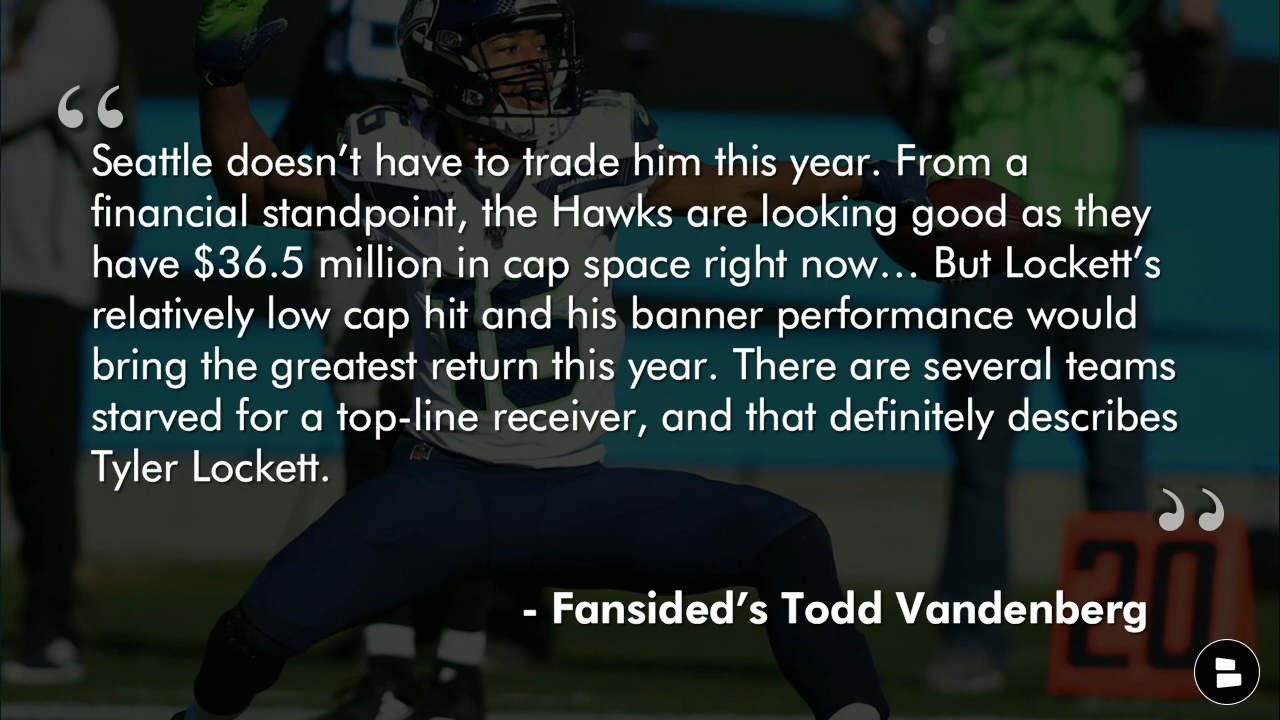 “
Seattle doesn’t have to trade him this year. From a
financial standpoint, the Hawks are looking good as they
have $36.5 million in cap space right now… But Lockett’s
relatively low cap hit and his banner performance would
bring the greatest return this year. There are several teams
starved for a top-line receiver, and that definitely describes
Tyler Lockett.
”
- Fansided’s Todd Vandenberg
16
20